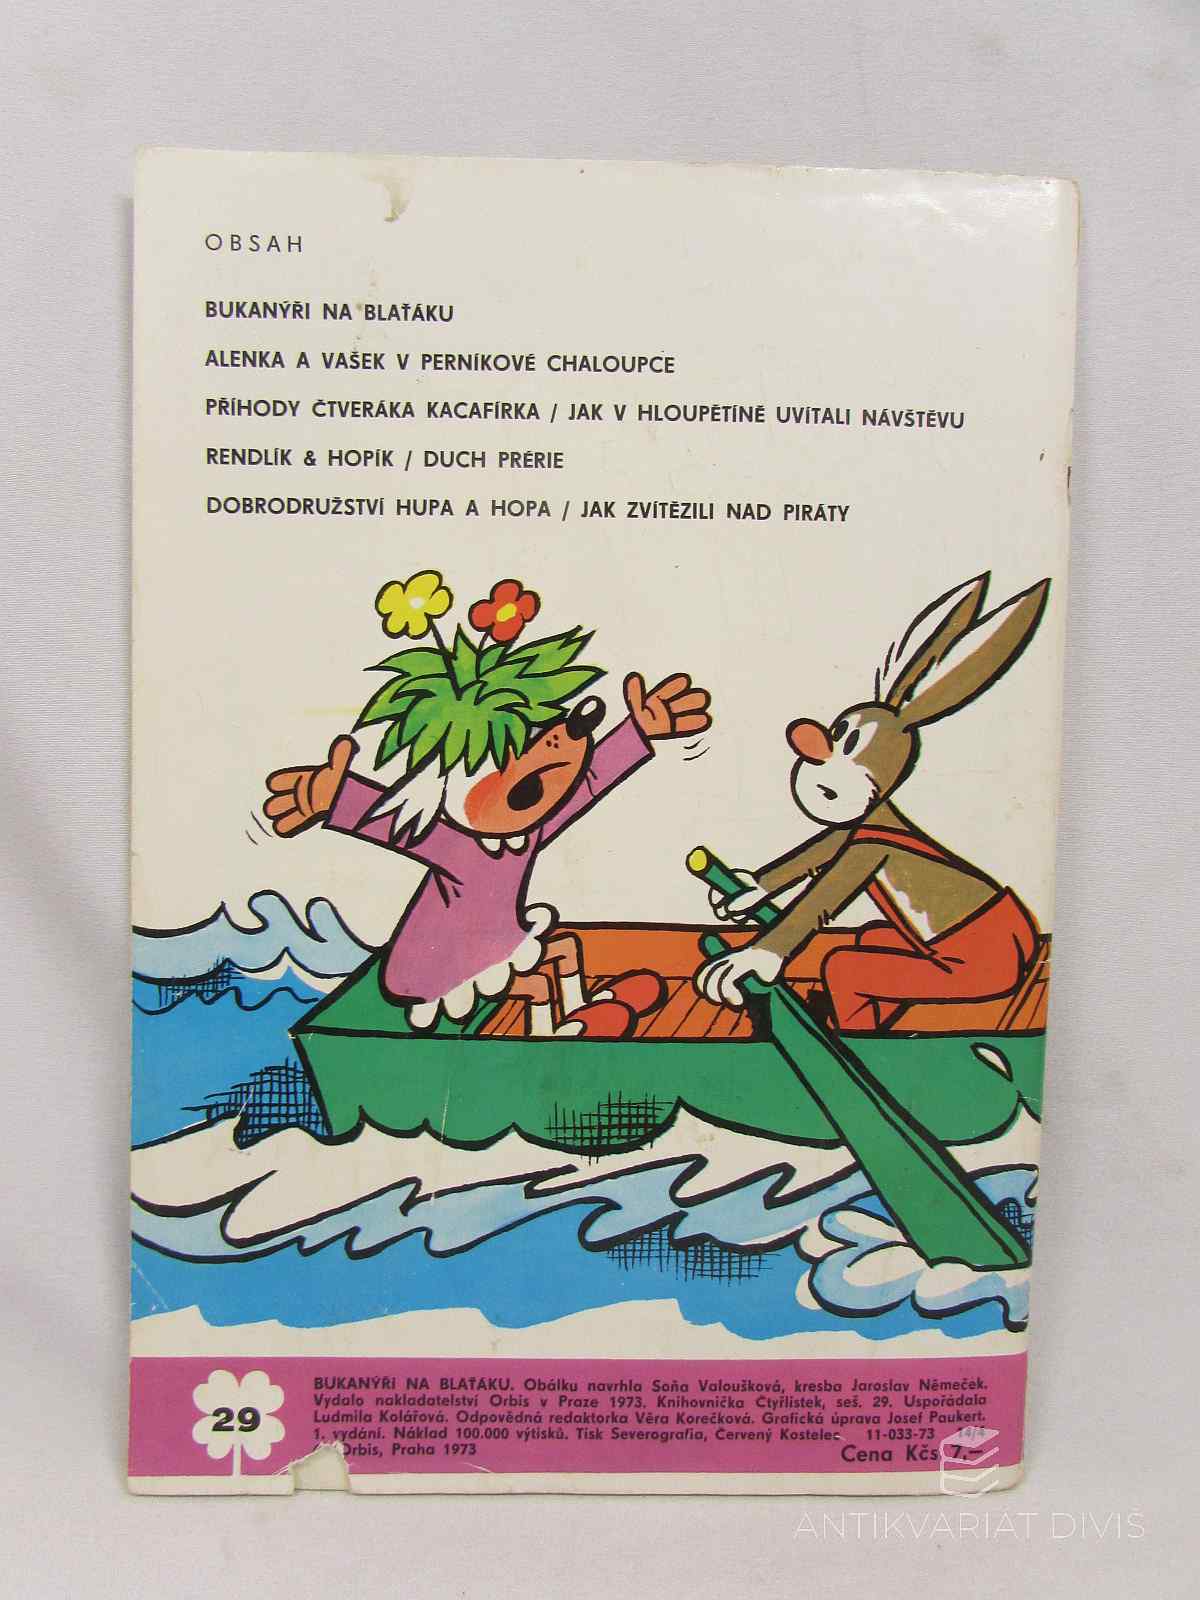 OBSAH
BUKANÝŘI NA BLAŤÁKU
ALENKA A VAŠEK V PERNÍKOVÉ CHALOUPCE
PŘÍHODY ČTVERÁKA KACAFÍRKA / JAK V HLOUPĚTÍNĚ UVÍTALI NÁVŠTĚVU
RENDLÍK & HOPÍK / DUCH PRÉRIE
DOBRODRUŽSTVÍ HUPA A HOPA / JAK ZVÍTĚZILI NAD PIRÁTY
29
BUKANÝŘI NA BLAŤÁKU. Obálku navrhla Soňa Valoušková, kresba Jaroslav Němeček.
Vydalo nakladatelství Orbis v Praze 1973. Knihovnička Čtyřlístek, seš. 29. Uspořádala
Ludmila Kolářová. Odpovědná redaktorka Věra Korečková. Grafická úprava Josef Paukert.
1. vydání. Náklad 100.000 výtisků. Tisk Severografia, Červený Kostelec 11-033-73 14/4
Orbis, Praha 1973
Cena Kčs 7,—
ANTIKVARIÁT DIVIŠ